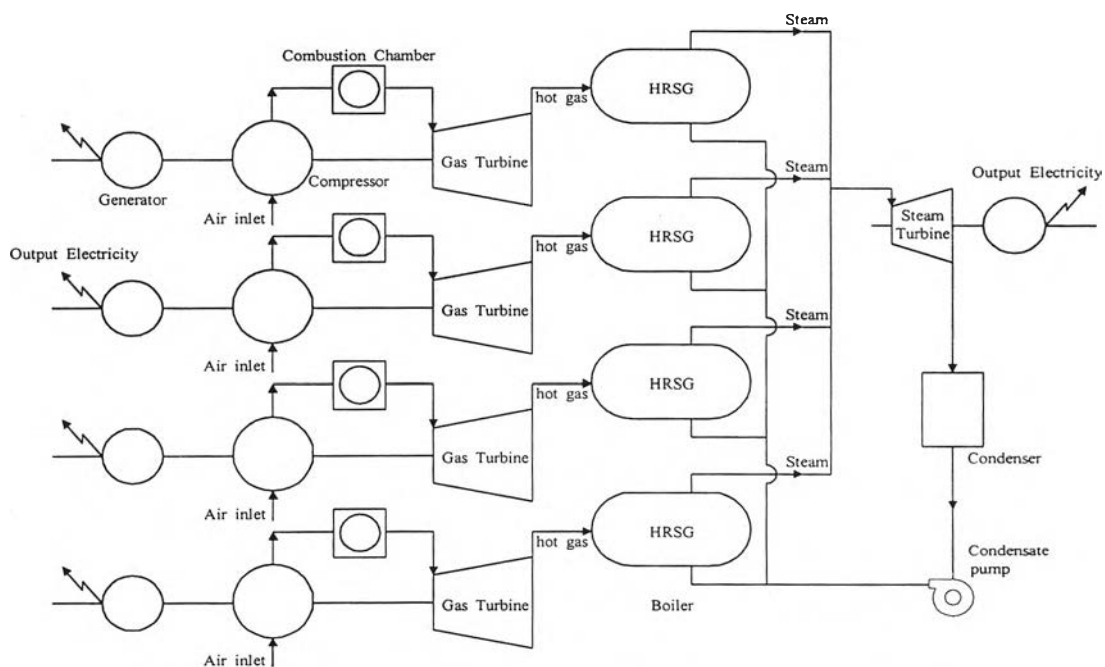 Steam
Combustion Chamber
hot gas
HRSG
Gas Turbine
Generator
Compressor
Air inlet
Steam
Output Electricity
HRSG
Steam
Turbine
Output Electricity
hot gas
Gas Turbine
Air inlet
Steam
HRSG
hot gas
Gas Turbine
Condenser
Air inlet
Steam
HRSG
hot gas
Gas Turbine
Condensate
pump
Boiler
Air inlet